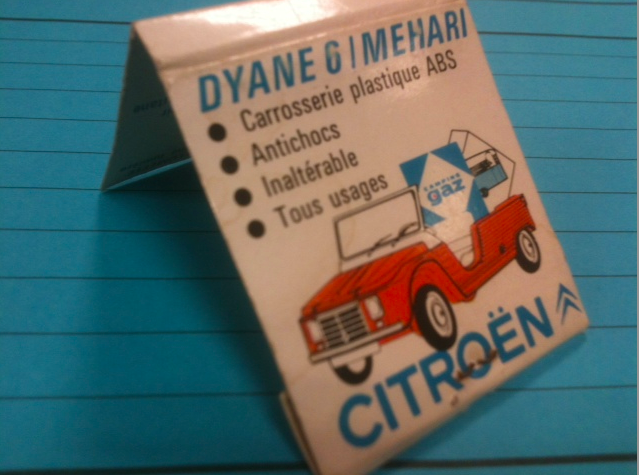 DYANE 6 | MEHARI
Carrosserie plastique ABS
Antichocs
Inaltérable
Tous usages
CAMPING
gaz
CITROËN